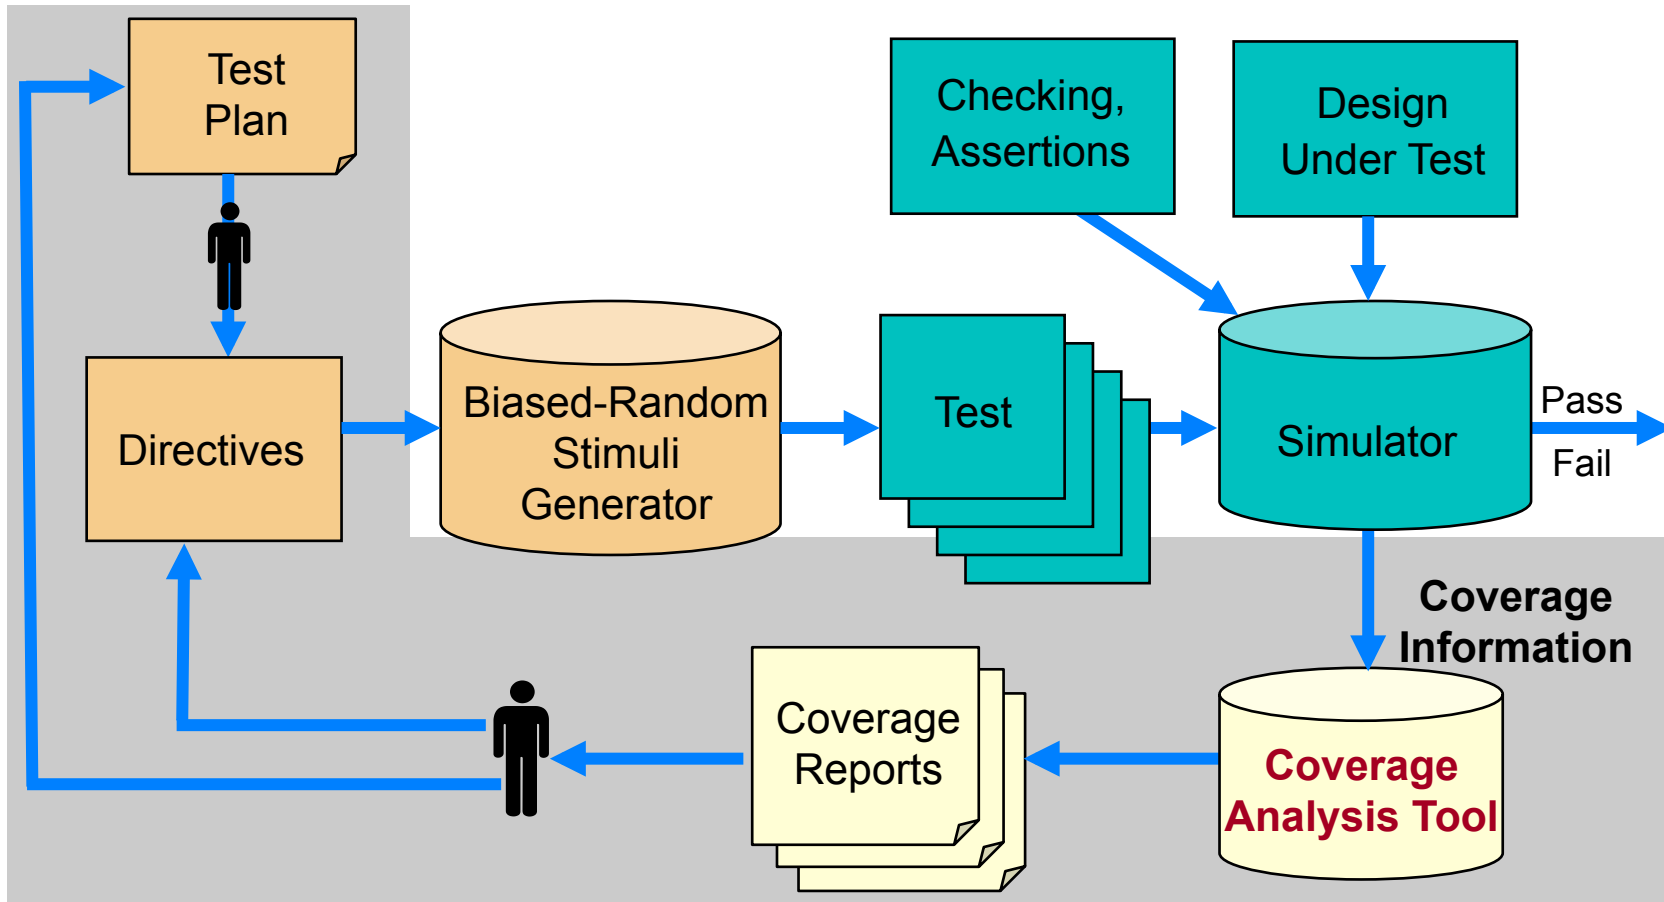 Test
Plan
Checking,
Assertions
Design
Under Test
Directives
Biased-Random
Stimuli
Generator
Test
Simulator
Pass
Fail
Coverage
Information
Coverage
Reports
Coverage
Analysis Tool